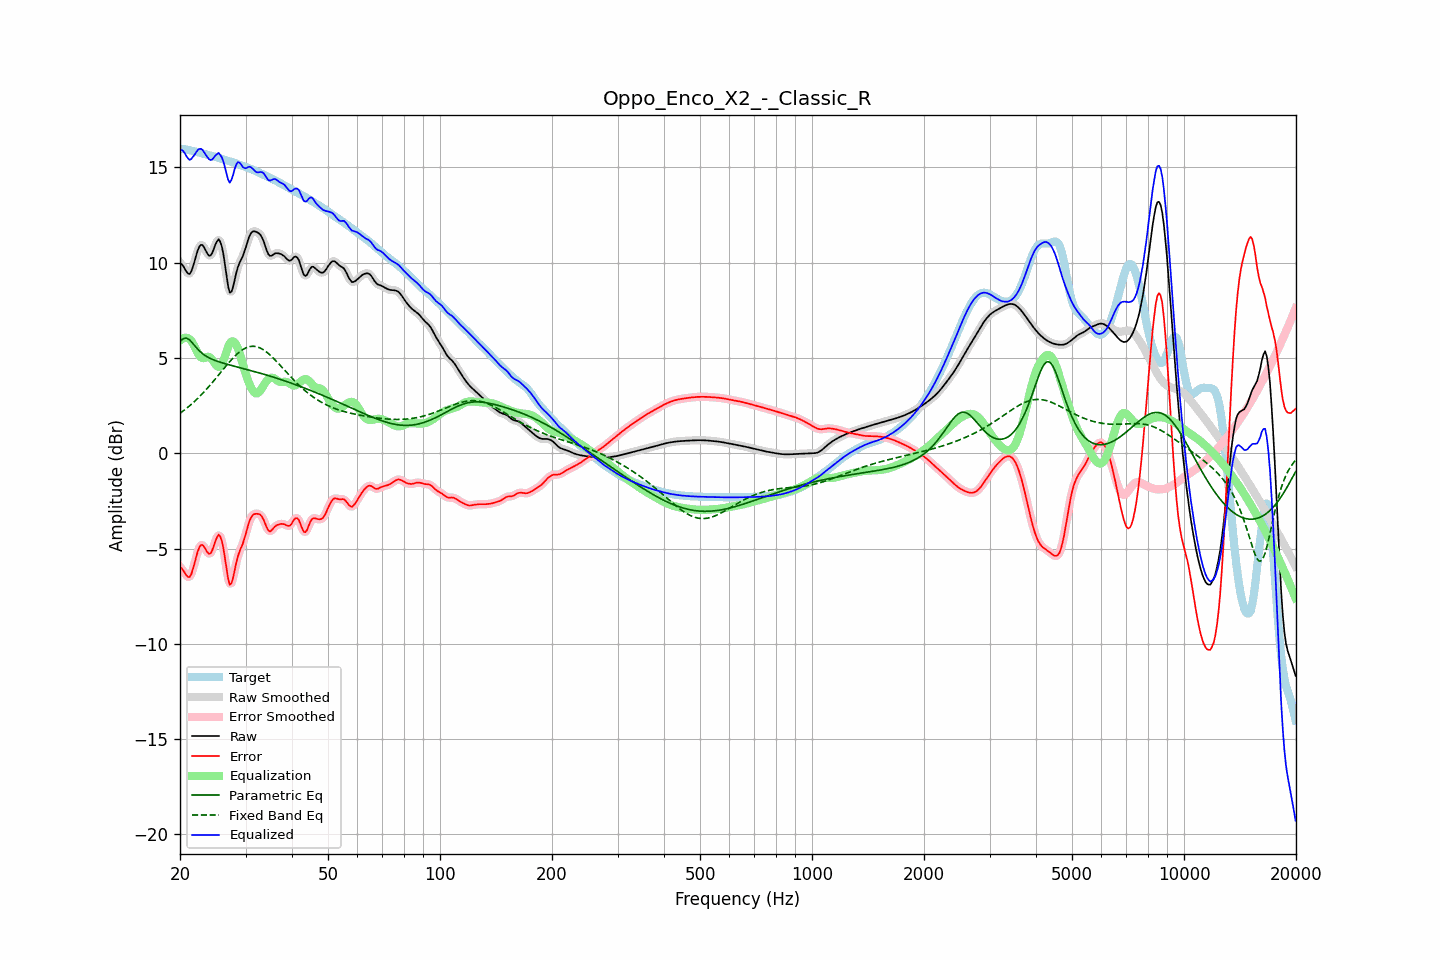 Oppo_Enco_X2_-_Classic_R
Amplitude (dBr)
15
10
5
0
−5
−10
−15
−20
Target
Raw Smoothed
Error Smoothed
Raw
Error
Equalization
Parametric Eq
Fixed Band Eq
Equalized
20 50 100 200 500 1000 2000 5000 10000 20000
Frequency (Hz)